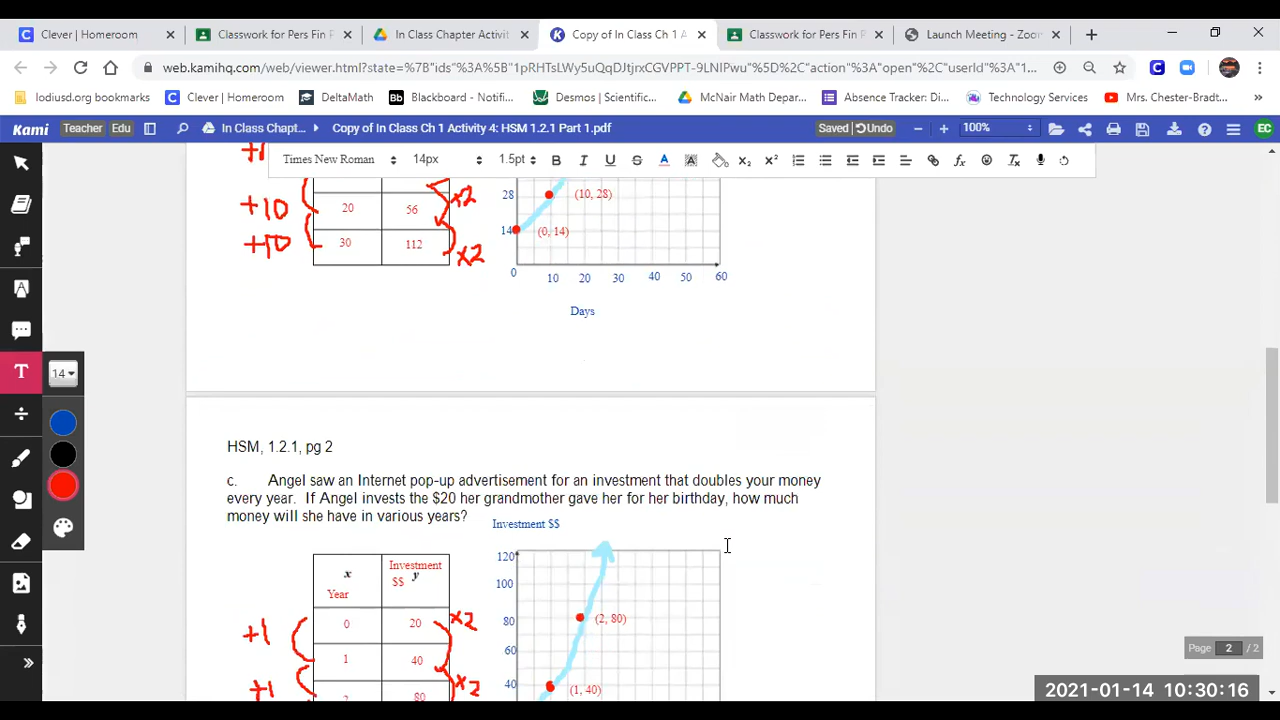 Clever | Homeroom
Classwork for Pers Fin F
In Class Chapter Activit
Copy of In Class Ch 1 A
Classwork for Pers Fin F
Launch Meeting - Zoo
web.kamihq.com/web/viewer.html?state=%7B"ids"%3A%5B"1pRHTsLWy5uQqDJtjrxCGVPPT-9LNIPwu"%5D%2C"action"%3A"open"%2C"userId"%3A"1...
lodiusd.org bookmarks
Clever | Homeroom
DeltaMath
Bb Blackboard - Notifi...
Desmos | Scientific...
McNair Math Depar...
Absence Tracker: Di...
Technology Services
Mrs. Chester-Bradt...
Kami Teacher Edu
In Class Chapt...
Copy of In Class Ch 1 Activity 4: HSM 1.2.1 Part 1.pdf
Saved Undo
100%
EC
Times New Roman 14px 1.5pt
+10 20 56 x2
+10 30 112 x2
28 (10, 28)
14 (0, 14)
0 10 20 30 40 50 60
Days
14
HSM, 1.2.1, pg 2
c. Angel saw an Internet pop-up advertisement for an investment that doubles your money
every year. If Angel invests the $20 her grandmother gave her for her birthday, how much
money will she have in various years?
Investment $$
x Year
Investment $$ y
+1 0 20 x2
1 40
+1 2 80 x2
120
100
80 (2, 80)
60
40 (1, 40)
Page 2 / 2
2021-01-14 10:30:16